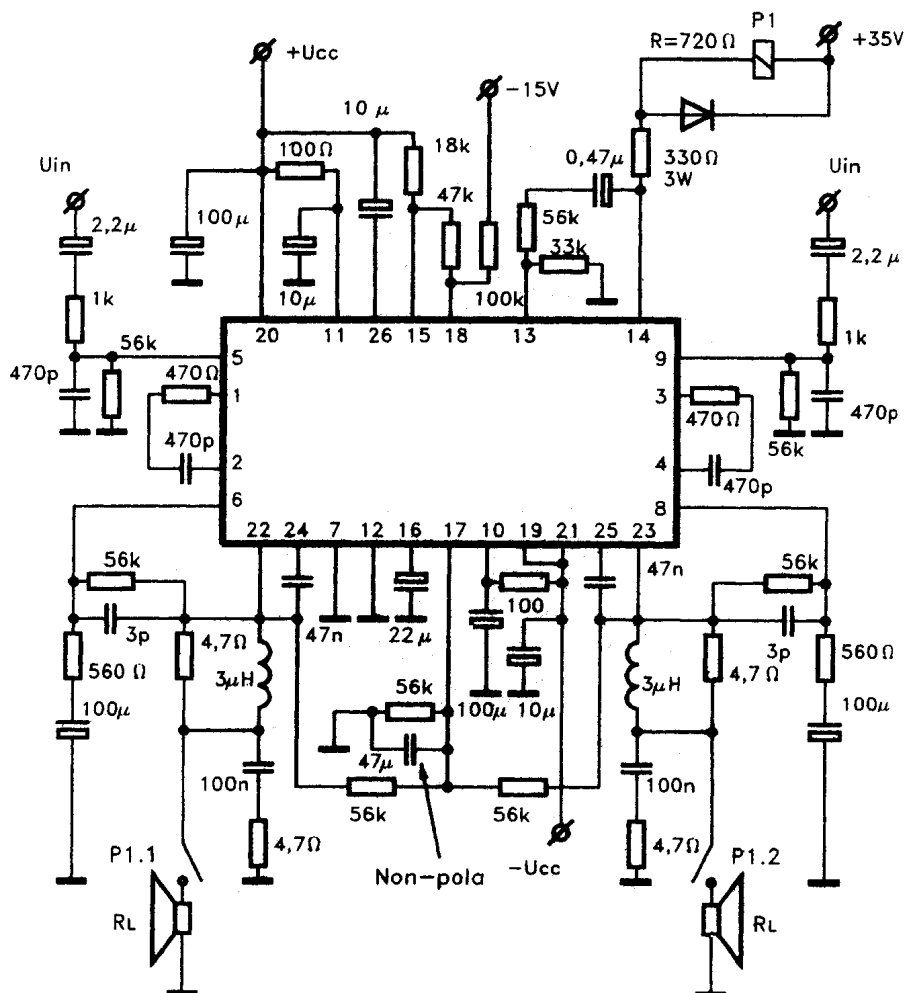 P1
R=720Ω
+35V
+Ucc
-15V
10 μ
100Ω
18k
0,47μ
330Ω
3W
Uin
Uin
47k
56k
2,2μ
100μ
33k
2,2 μ
10μ
100k
1k
1k
20
11
26
15
18
13
14
56k
5
9
470p
470Ω
1
3
470Ω
470p
56k
470p
2
4
470p
6
8
22
24
7
12
16
17
10
19
21
25
23
47n
56k
56k
100
3p
4,7Ω
47n
22μ
3p
560Ω
3μH
3μH
4,7Ω
560Ω
56k
100μ
100μ
10μ
100μ
47μ
100n
100n
56k
56k
4,7Ω
4,7Ω
P1.1
P1.2
Non-pola
-Ucc
RL
RL